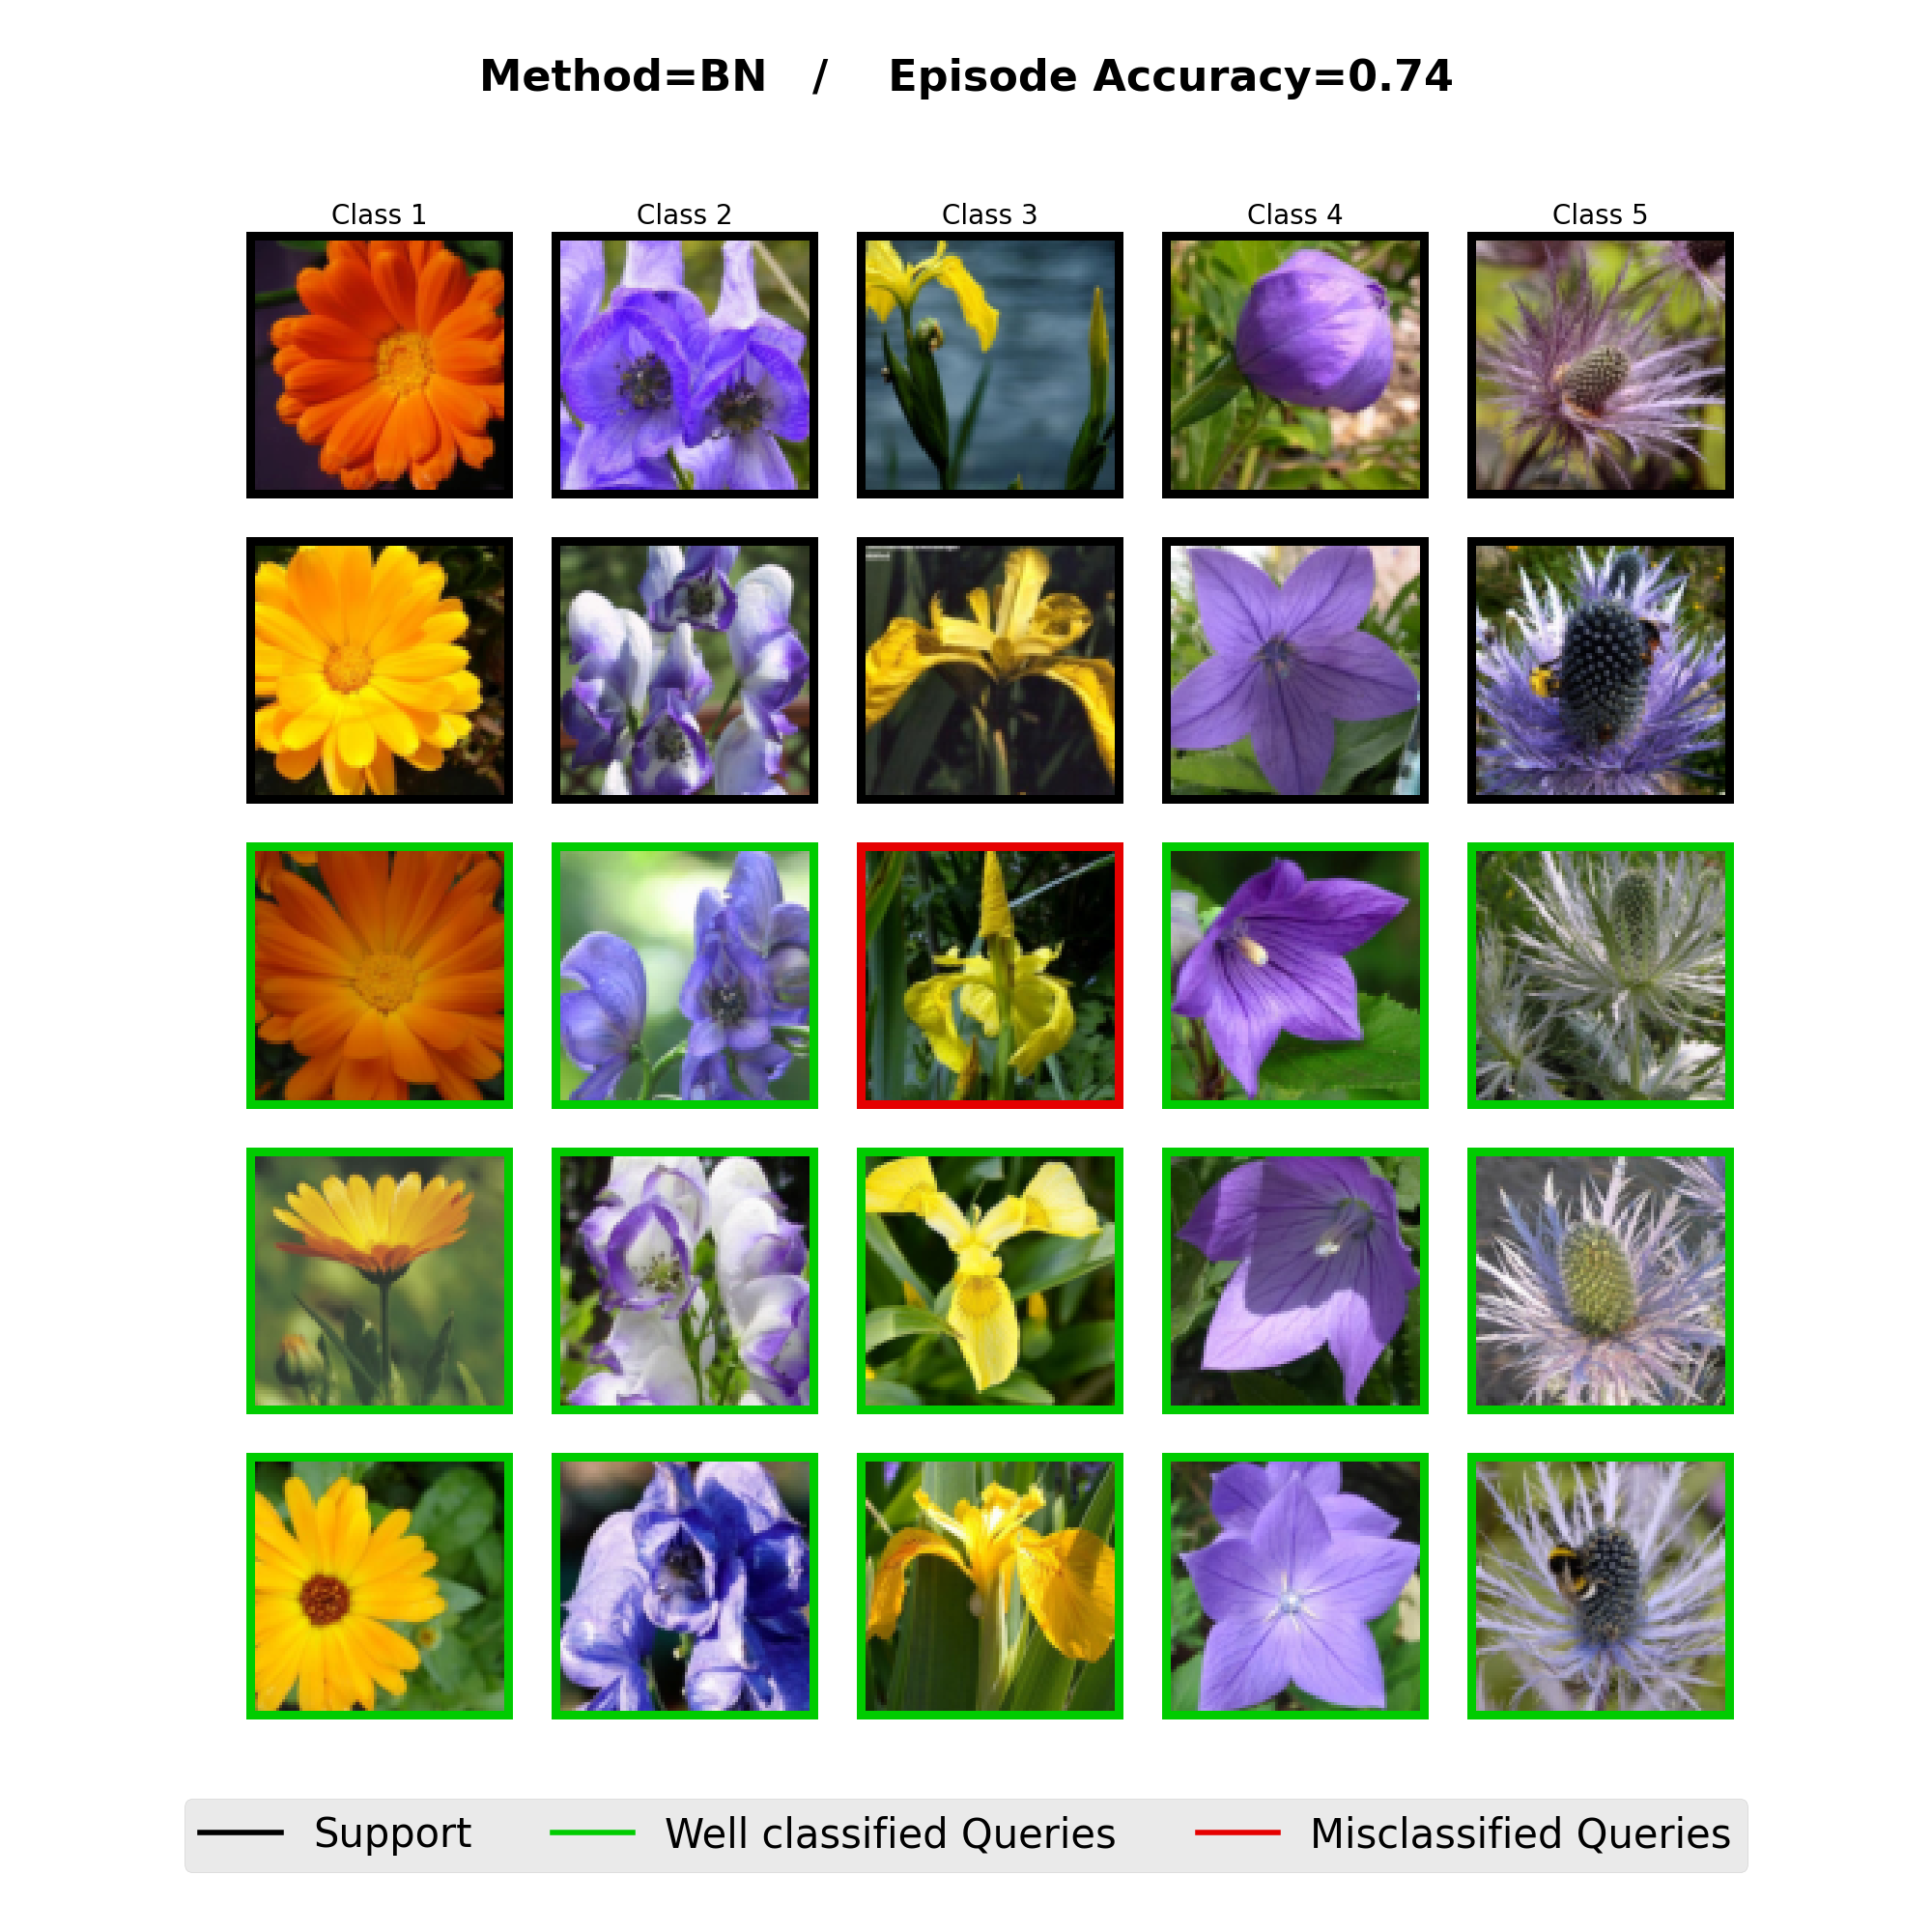 Method=BN / Episode Accuracy=0.74
Class 1 Class 2 Class 3 Class 4 Class 5
Support Well classified Queries Misclassified Queries